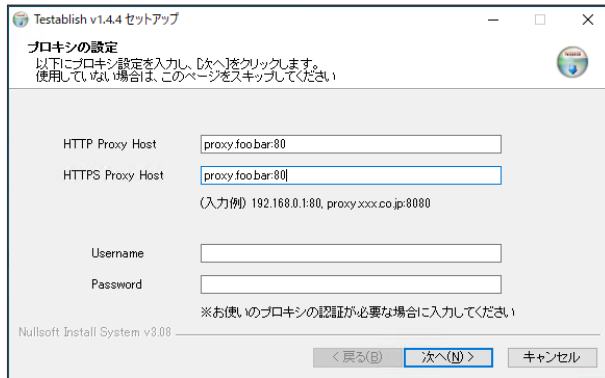 Testablish v1.4.4 セットアップ
プロキシの設定
以下にプロキシ設定を入力し、[次へ]をクリックします。
使用していない場合は、このページをスキップしてください
HTTP Proxy Host
proxy.foo.bar:80
HTTPS Proxy Host
proxy.foo.bar:80
(入力例) 192.168.0.1:80, proxy.xxx.co.jp:8080
Username
Password
※お使いのプロキシの認証が必要な場合に入力してください
Nullsoft Install System v3.08
< 戻る(B) 次へ(N) > キャンセル